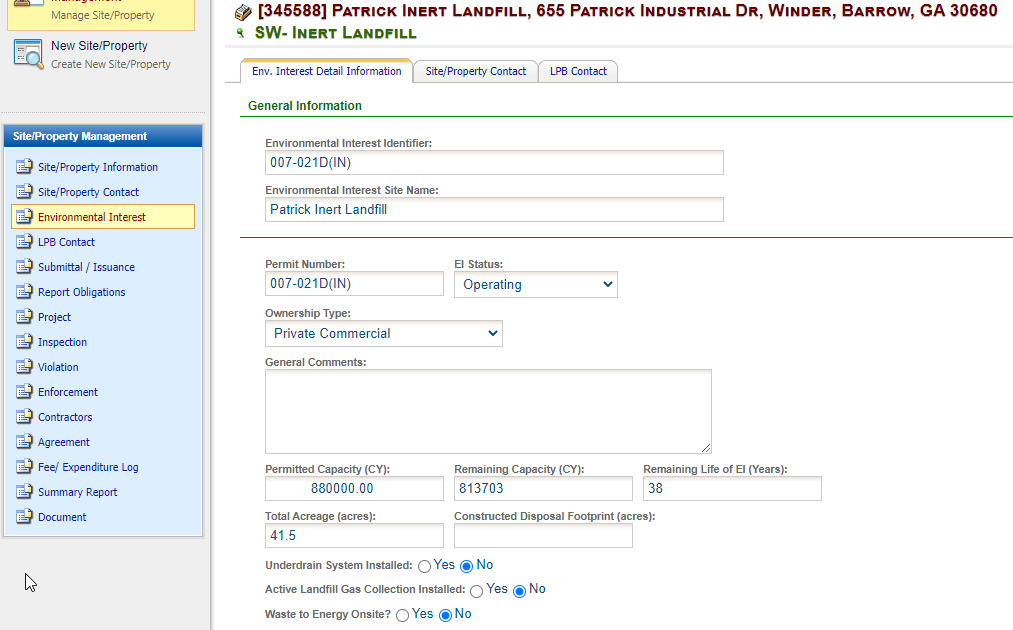 Management
Manage Site/Property
New Site/Property
Create New Site/Property
Site/Property Management
Site/Property Information
Site/Property Contact
Environmental Interest
LPB Contact
Submittal / Issuance
Report Obligations
Project
Inspection
Violation
Enforcement
Contractors
Agreement
Fee/ Expenditure Log
Summary Report
Document
[345588] Patrick Inert Landfill, 655 Patrick Industrial Dr, Winder, Barrow, GA 30680
SW- Inert Landfill
Env. Interest Detail Information Site/Property Contact LPB Contact
General Information
Environmental Interest Identifier:
007-021D(IN)
Environmental Interest Site Name:
Patrick Inert Landfill
Permit Number: EI Status:
007-021D(IN) Operating
Ownership Type:
Private Commercial
General Comments:
Permitted Capacity (CY): Remaining Capacity (CY): Remaining Life of EI (Years):
880000.00 813703 38
Total Acreage (acres): Constructed Disposal Footprint (acres):
41.5
Underdrain System Installed: Yes No
Active Landfill Gas Collection Installed: Yes No
Waste to Energy Onsite? Yes No